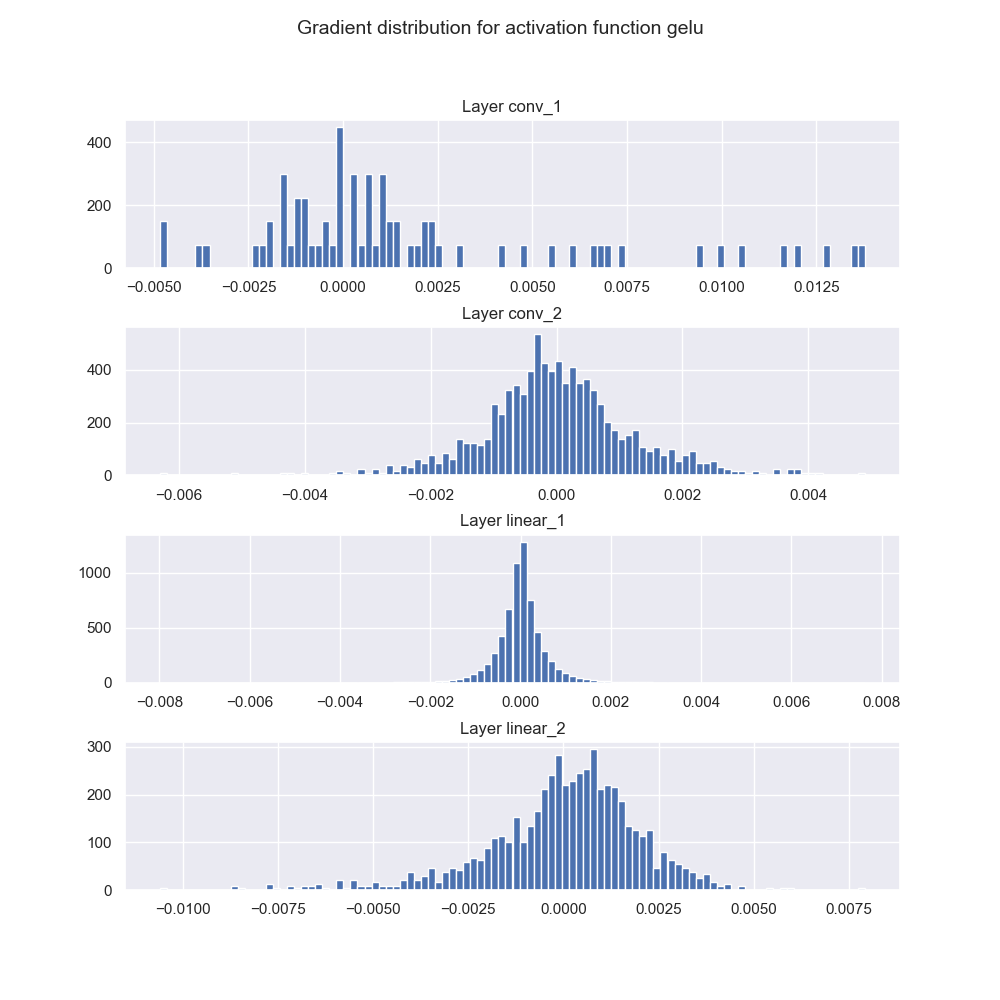 Gradient distribution for activation function gelu
Layer conv_1
400
200
0
−0.0050 −0.0025 0.0000 0.0025 0.0050 0.0075 0.0100 0.0125
Layer conv_2
400
200
0
−0.006 −0.004 −0.002 0.000 0.002 0.004
Layer linear_1
1000
500
0
−0.008 −0.006 −0.004 −0.002 0.000 0.002 0.004 0.006 0.008
Layer linear_2
300
200
100
0
−0.0100 −0.0075 −0.0050 −0.0025 0.0000 0.0025 0.0050 0.0075